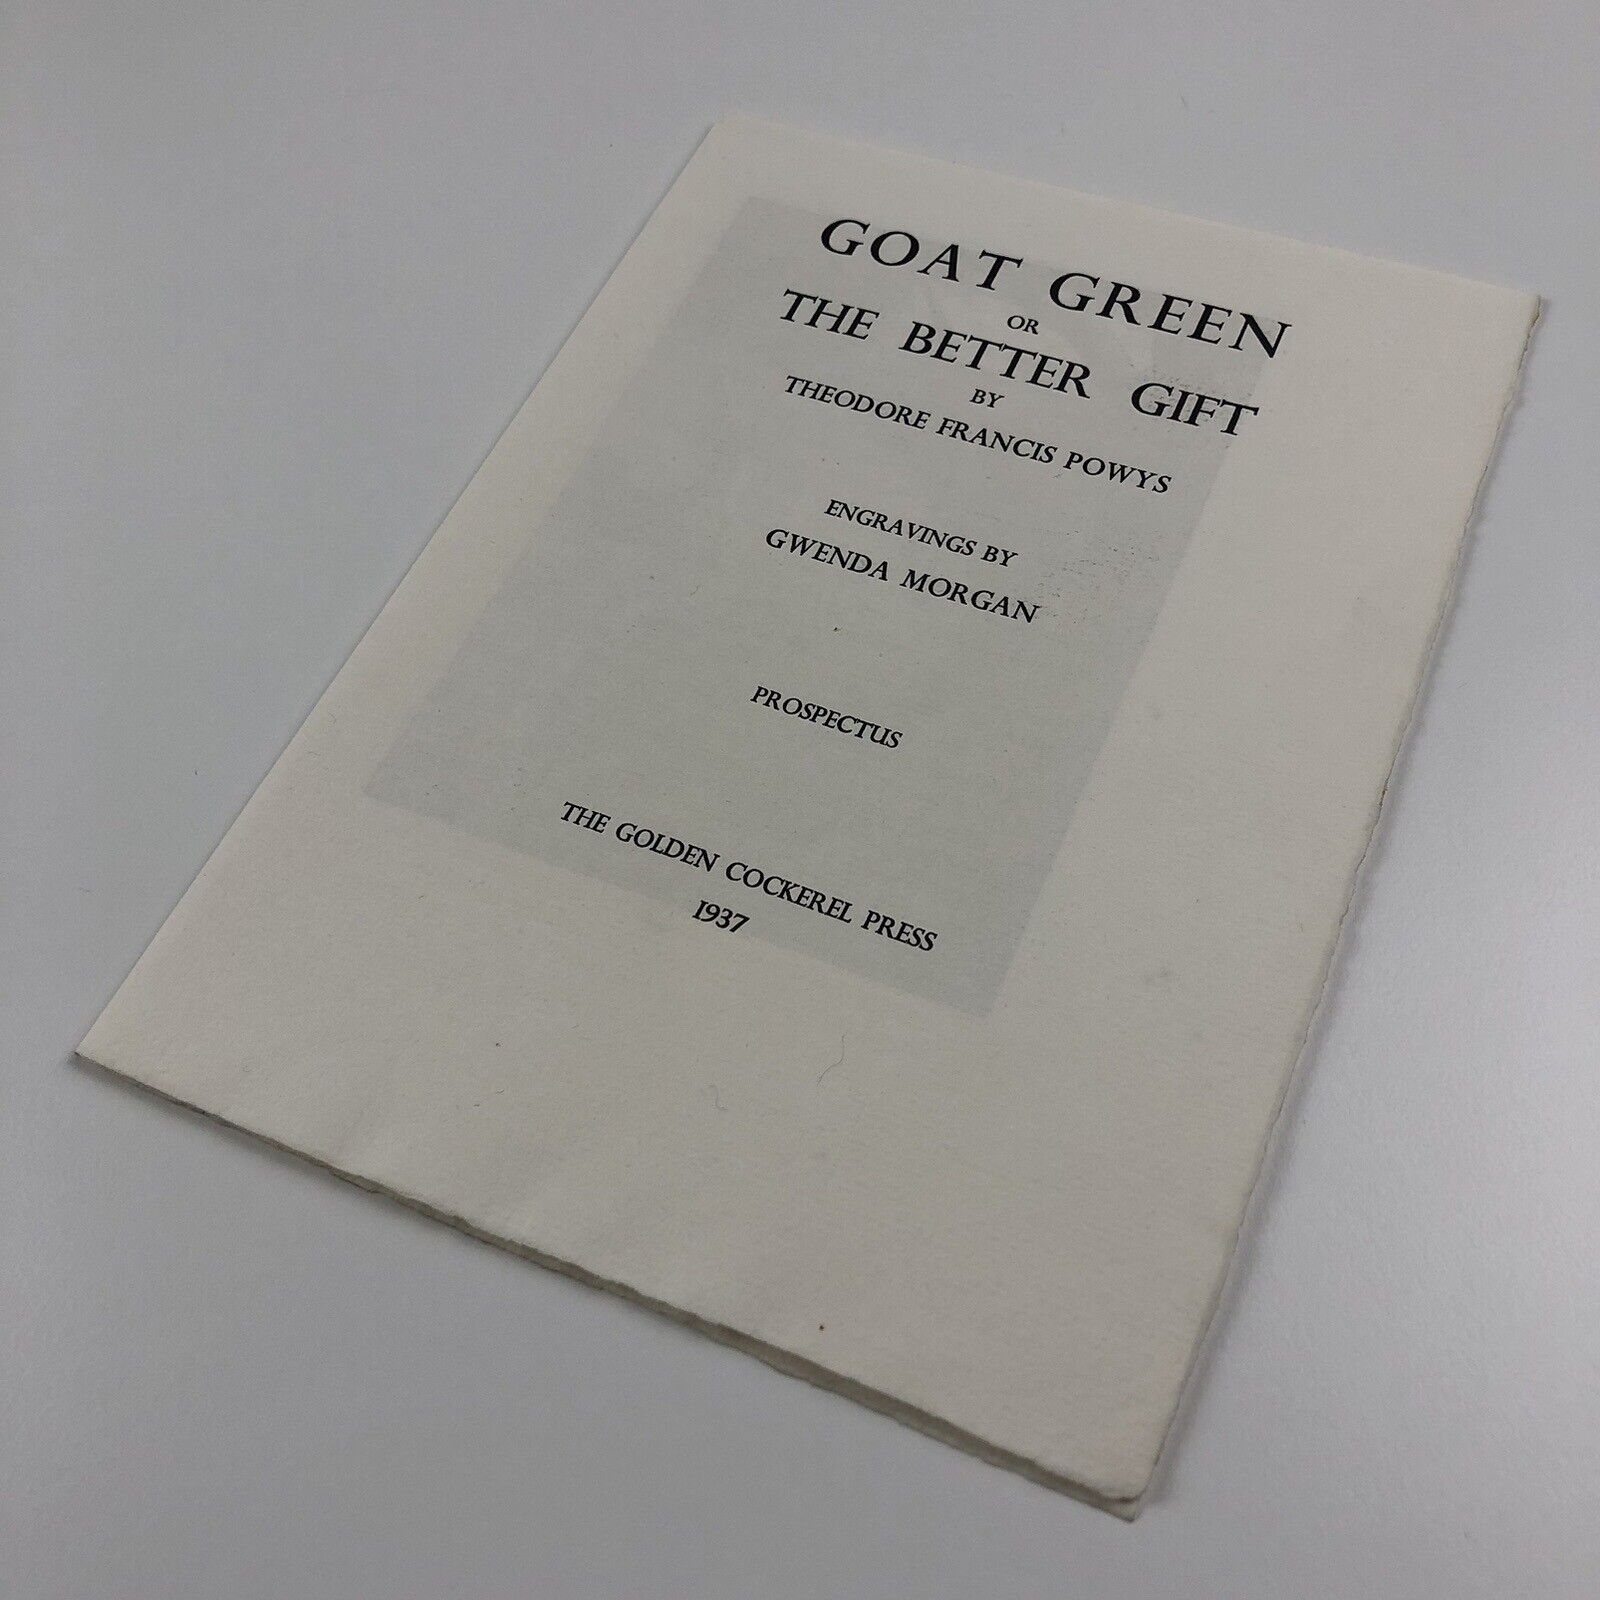 GOAT GREEN
OR
THE BETTER GIFT
BY
THEODORE FRANCIS POWYS
ENGRAVINGS BY
GWENDA MORGAN
PROSPECTUS
THE GOLDEN COCKEREL PRESS
1937